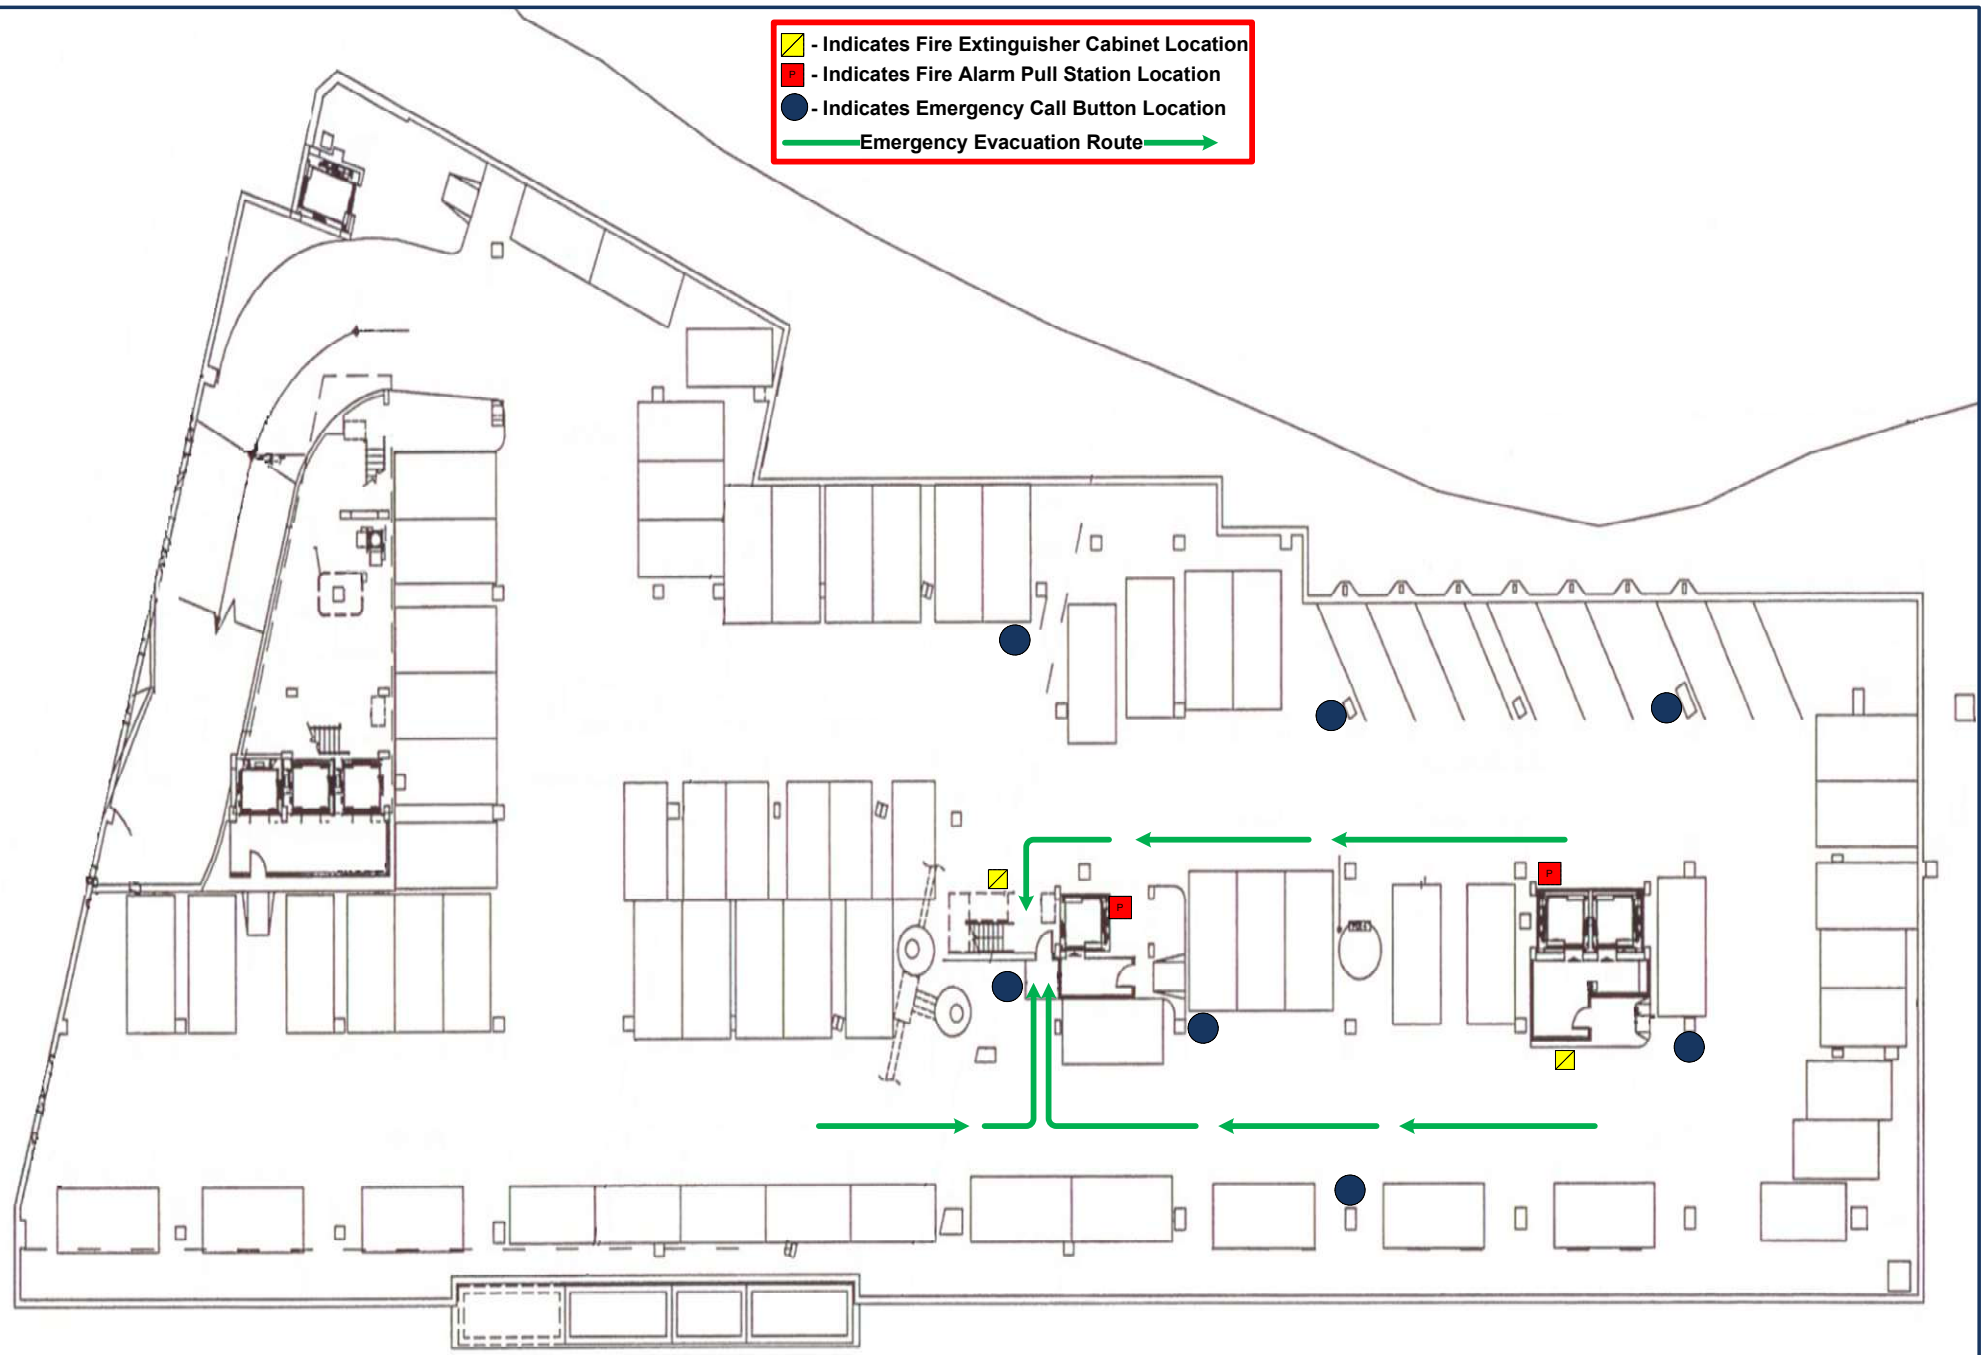 - Indicates Fire Extinguisher Cabinet Location
P - Indicates Fire Alarm Pull Station Location
- Indicates Emergency Call Button Location
Emergency Evacuation Route
P
P